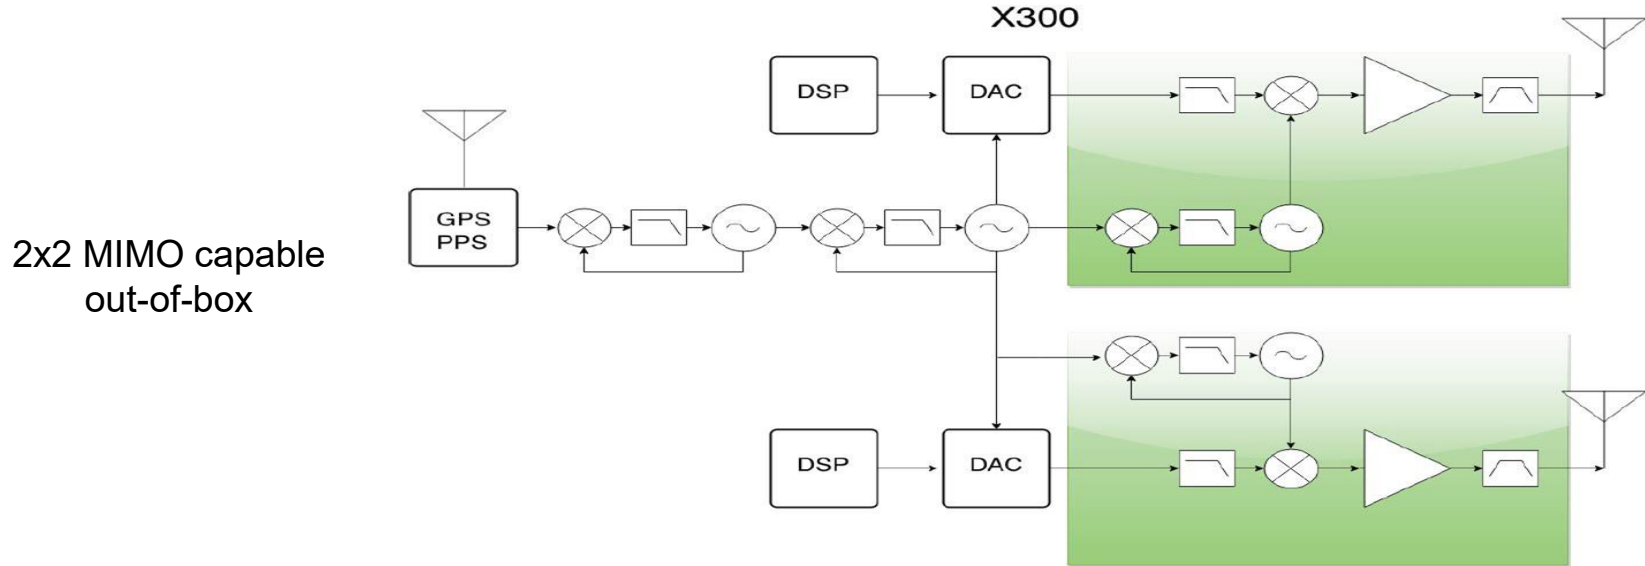 X300
DSP
DAC
GPS
PPS
2x2 MIMO capable
out-of-box
DSP
DAC